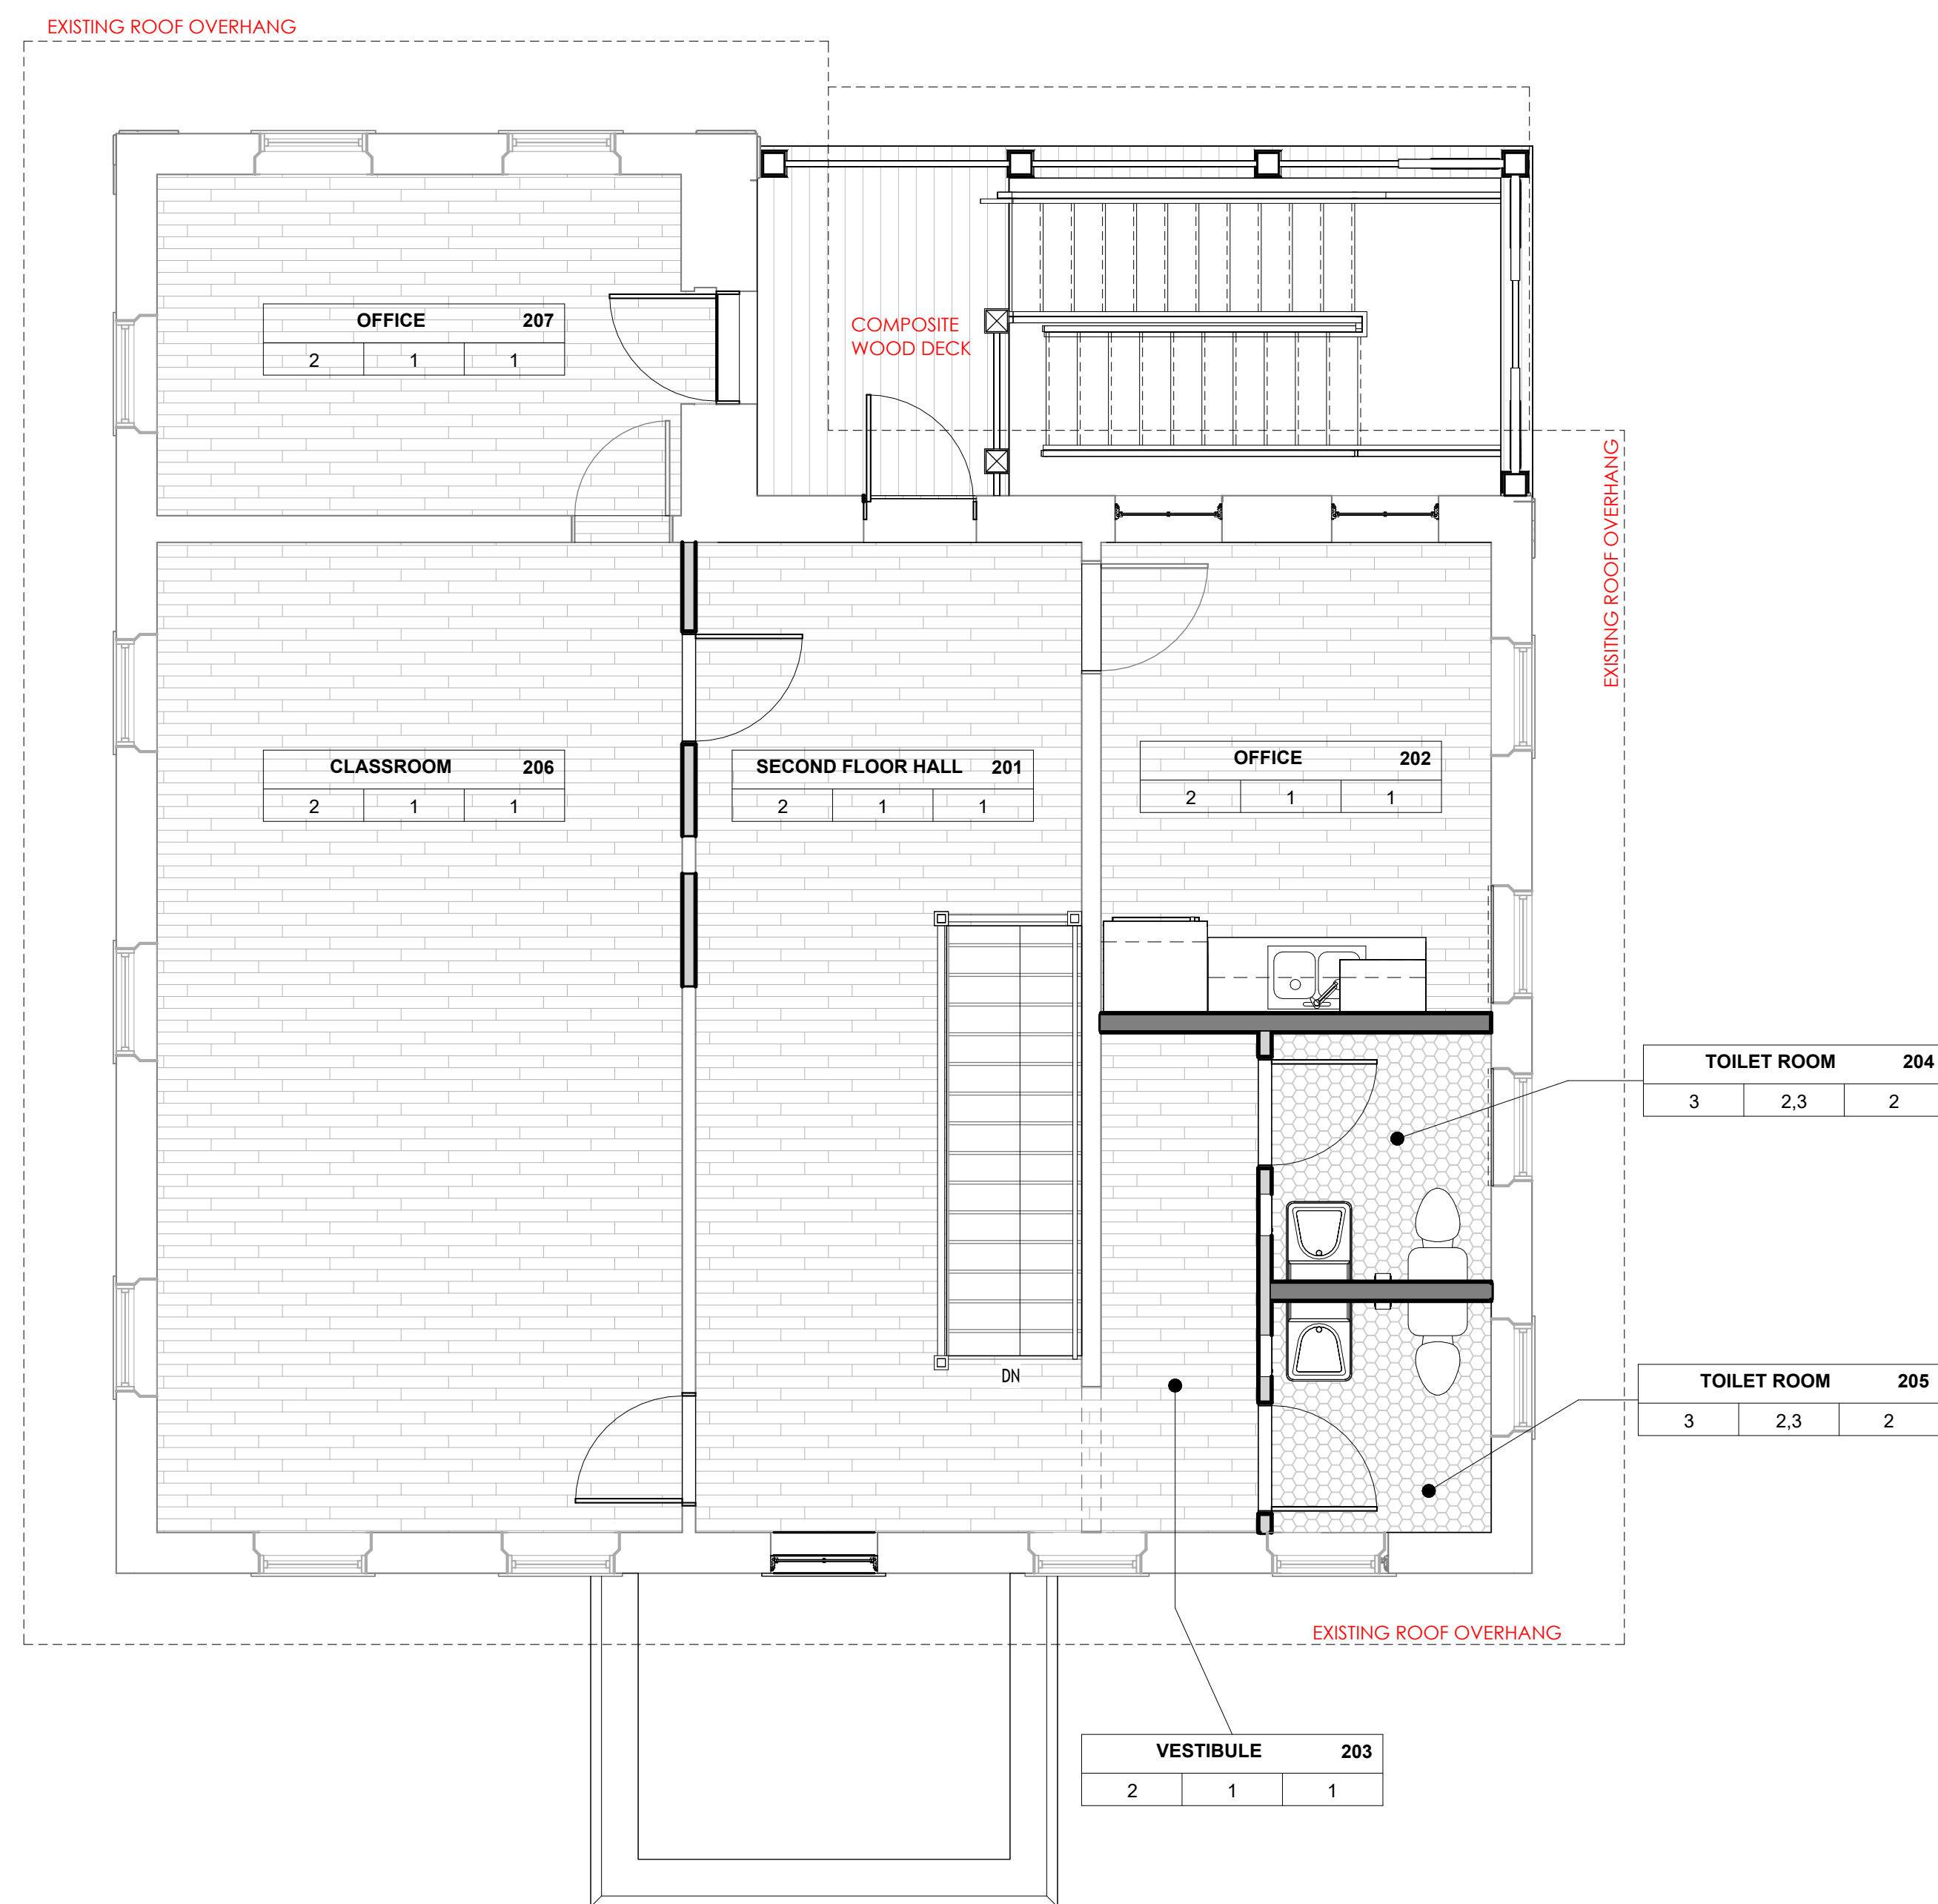 EXISTING ROOF OVERHANG
OFFICE 207
2 1 1
COMPOSITE
WOOD DECK
EXISITNG ROOF OVERHANG
CLASSROOM 206
2 1 1
SECOND FLOOR HALL 201
2 1 1
OFFICE 202
2 1 1
TOILET ROOM 204
3 2,3 2
TOILET ROOM 205
3 2,3 2
DN
EXISTING ROOF OVERHANG
VESTIBULE 203
2 1 1